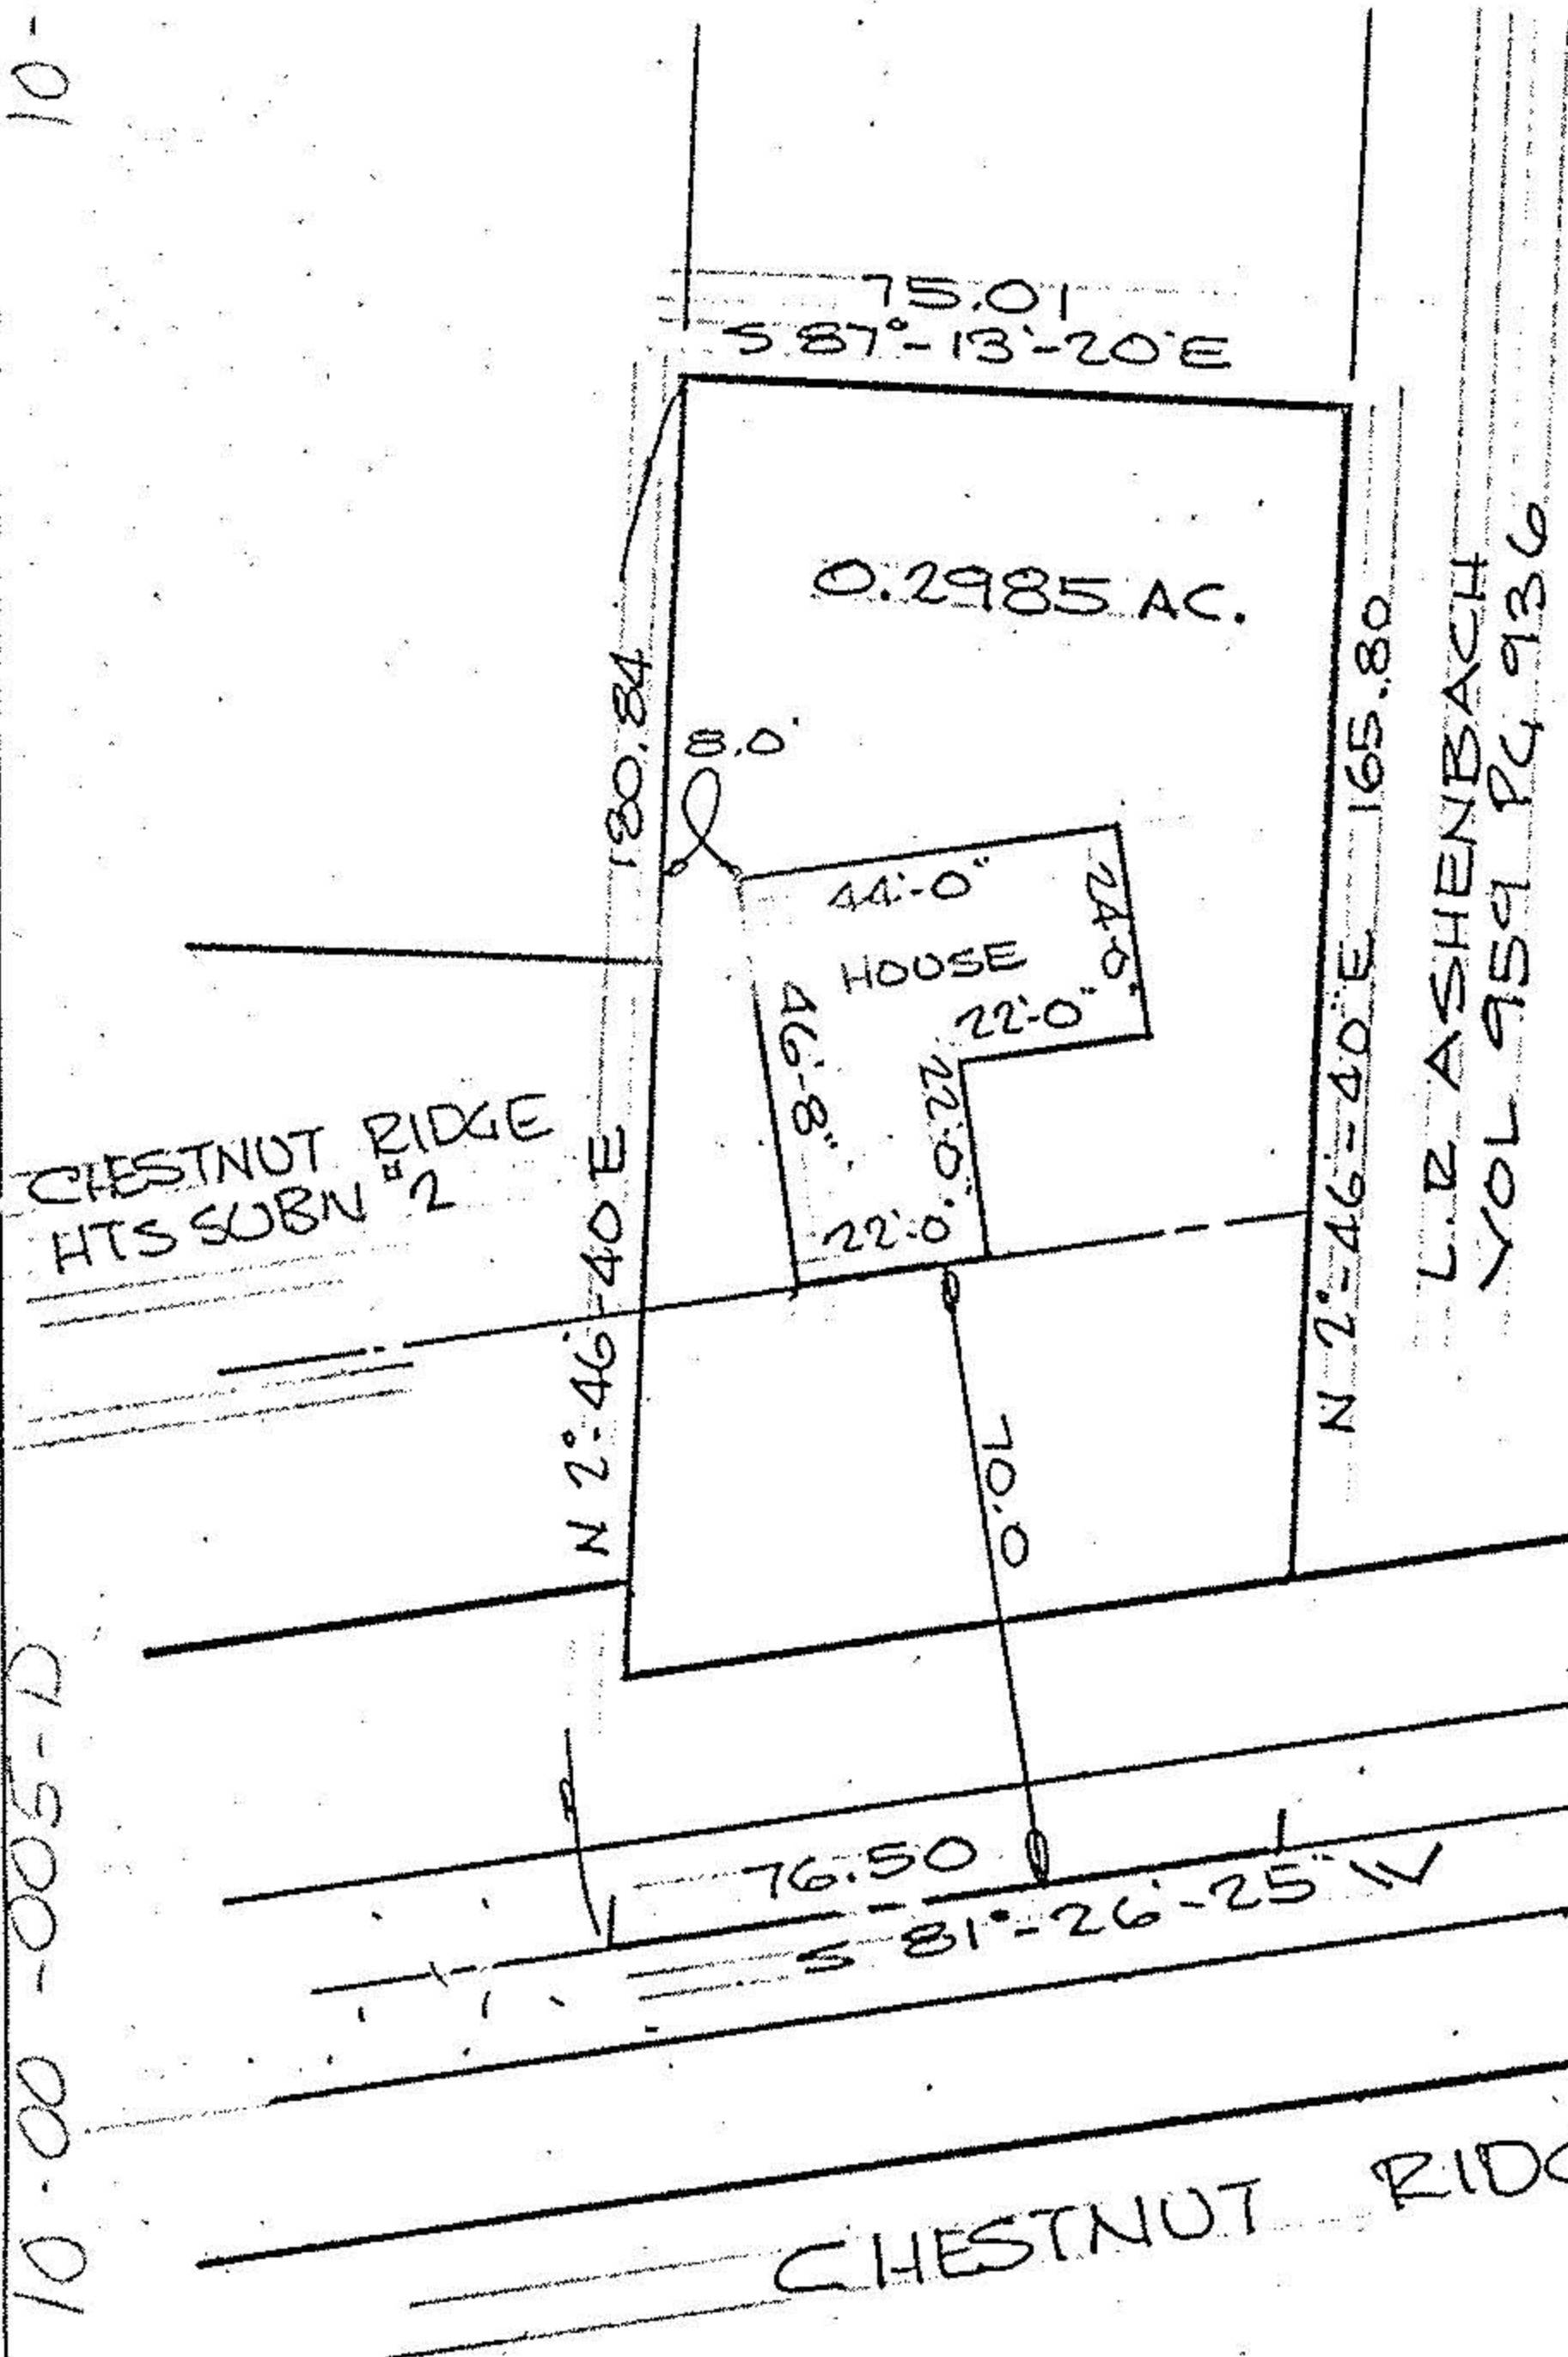 10-
75.01
S 87°-13'-20"E
0.2985 AC.
180.84
N 2°-46'-40 E
8.0'
44'-0"
24'-0"
HOUSE
22'-0"
46'-8"
22'-0"
22'-0"
N 2°-46'-40"E 165.80
L.R. ASHENBACH
VOL 959 PG. 936
CHESTNUT RIDGE
HTS SUBN #2
70.0
76.50
S 81°-26'-25" W
CHESTNUT
10-00-005-D